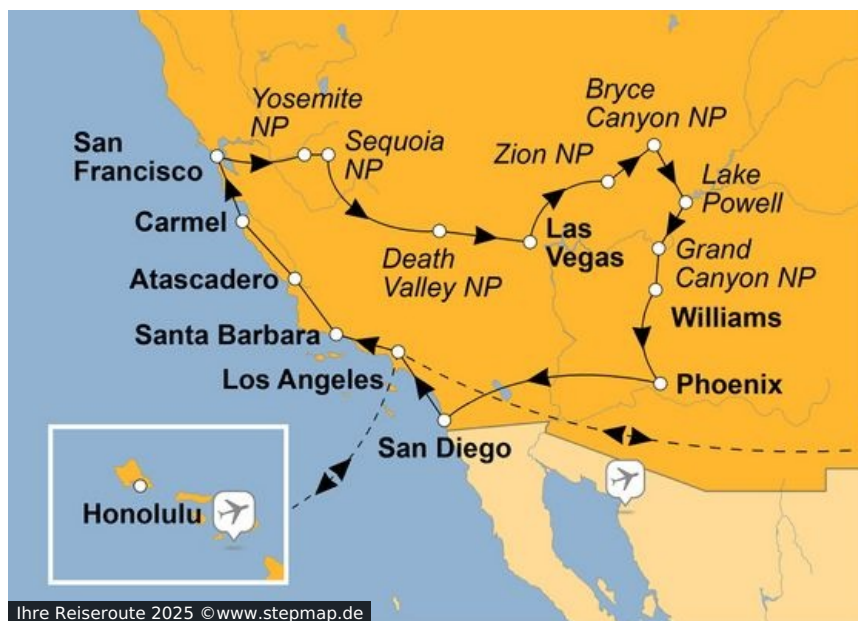 Bryce
Canyon NP
Yosemite
NP
San
Francisco
Sequoia
NP
Zion NP
Lake
Powell
Carmel
Las
Vegas
Death
Valley NP
Grand
Canyon NP
Atascadero
Williams
Santa Barbara
Los Angeles
Phoenix
San Diego
Honolulu
Ihre Reiseroute 2025 ©www.stepmap.de